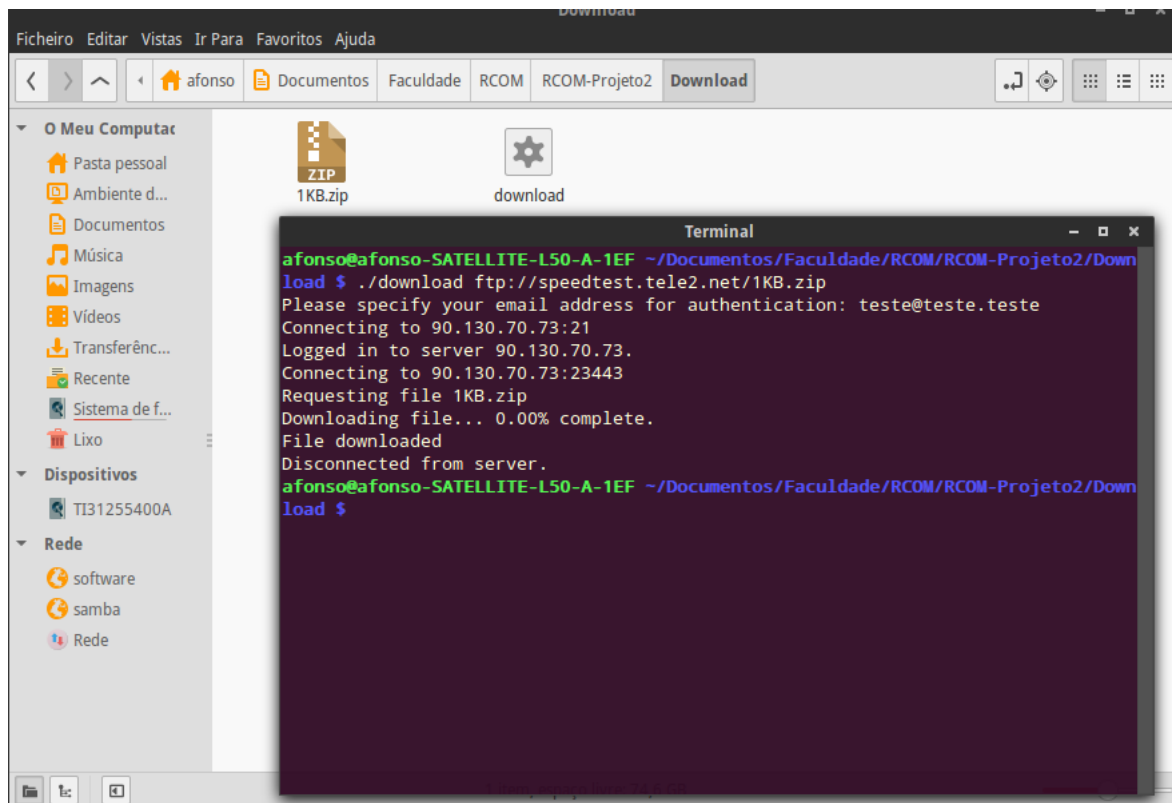 Download
Ficheiro Editar Vistas Ir Para Favoritos Ajuda
afonso Documentos Faculdade RCOM RCOM-Projeto2 Download
O Meu Computac
Pasta pessoal
Ambiente d...
Documentos
Música
Imagens
Vídeos
Transferênc...
Recente
Sistema de f...
Lixo
Dispositivos
TI31255400A
Rede
software
samba
Rede
ZIP
1KB.zip
download
Terminal
afonso@afonso-SATELLITE-L50-A-1EF ~/Documentos/Faculdade/RCOM/RCOM-Projeto2/Down
load $ ./download ftp://speedtest.tele2.net/1KB.zip
Please specify your email address for authentication: teste@teste.teste
Connecting to 90.130.70.73:21
Logged in to server 90.130.70.73.
Connecting to 90.130.70.73:23443
Requesting file 1KB.zip
Downloading file... 0.00% complete.
File downloaded
Disconnected from server.
afonso@afonso-SATELLITE-L50-A-1EF ~/Documentos/Faculdade/RCOM/RCOM-Projeto2/Down
load $